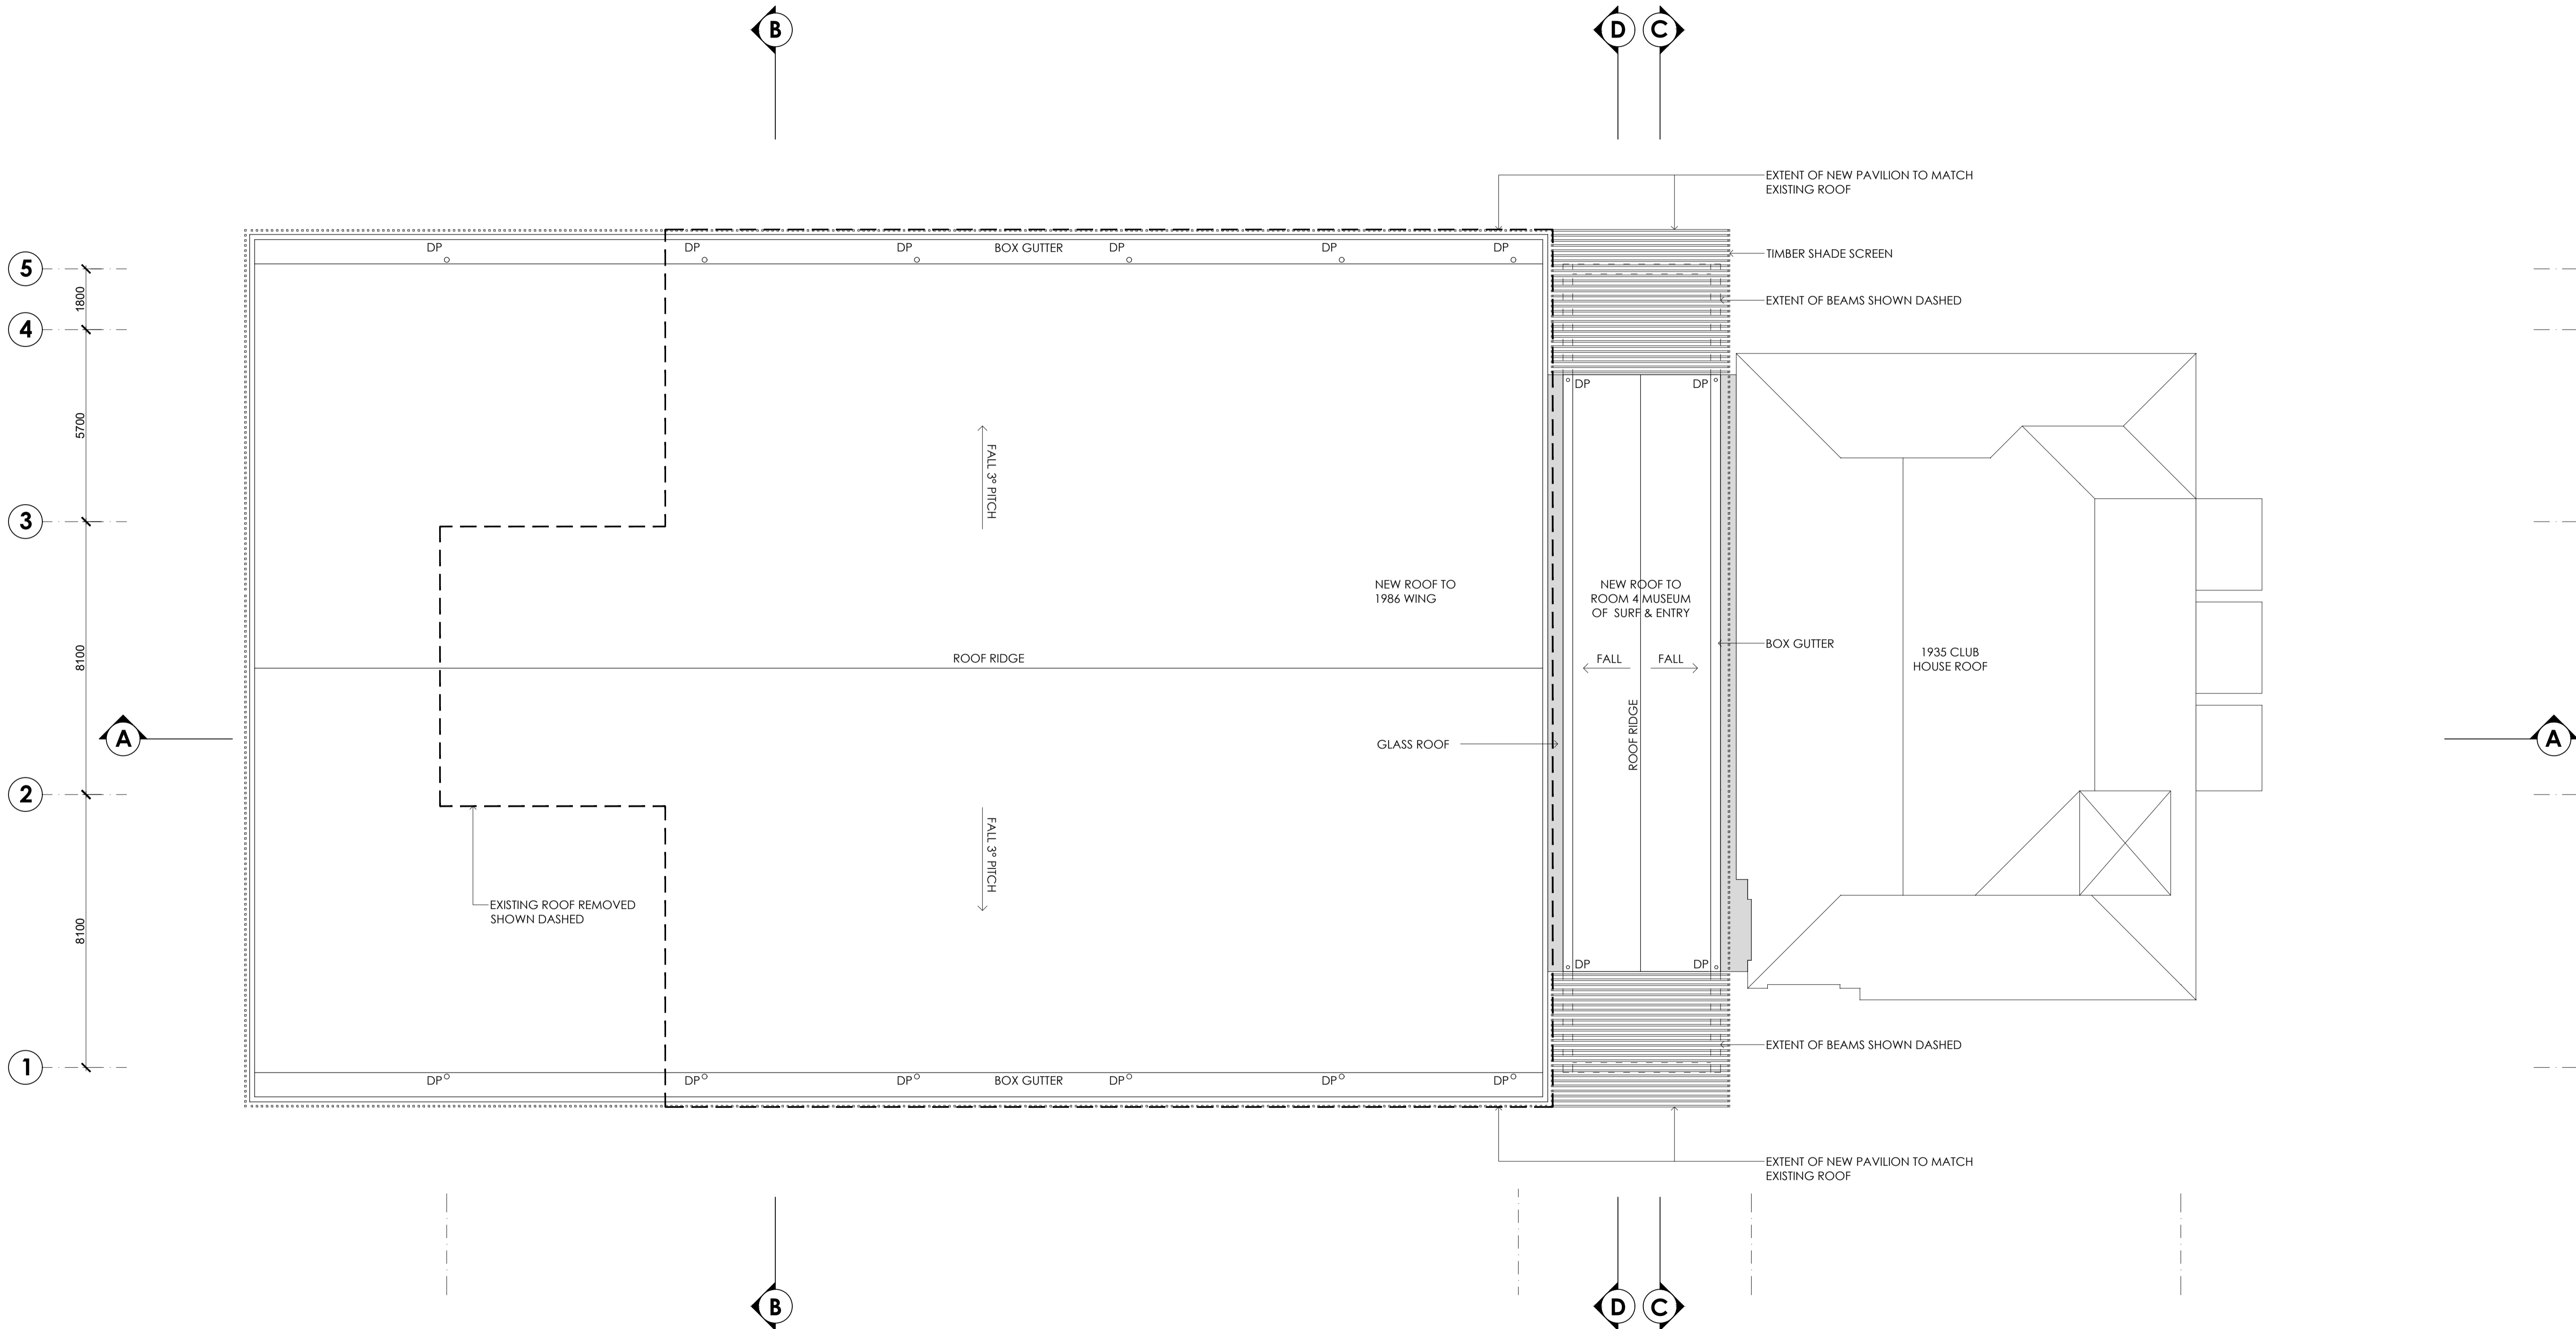 B
D
C
EXTENT OF NEW PAVILION TO MATCH
EXISTING ROOF
DP
DP
DP
BOX GUTTER
DP
DP
DP
TIMBER SHADE SCREEN
5
1800
EXTENT OF BEAMS SHOWN DASHED
4
DP
DP
5700
FALL 3° PITCH
3
NEW ROOF TO
1986 WING
NEW ROOF TO
ROOM 4 MUSEUM
OF SURF & ENTRY
8100
ROOF RIDGE
FALL
FALL
BOX GUTTER
1935 CLUB
HOUSE ROOF
A
GLASS ROOF
ROOF RIDGE
A
2
FALL 3° PITCH
EXISTING ROOF REMOVED
SHOWN DASHED
8100
DP
DP
EXTENT OF BEAMS SHOWN DASHED
1
DP
DP
DP
BOX GUTTER
DP
DP
DP
EXTENT OF NEW PAVILION TO MATCH
EXISTING ROOF
B
D
C